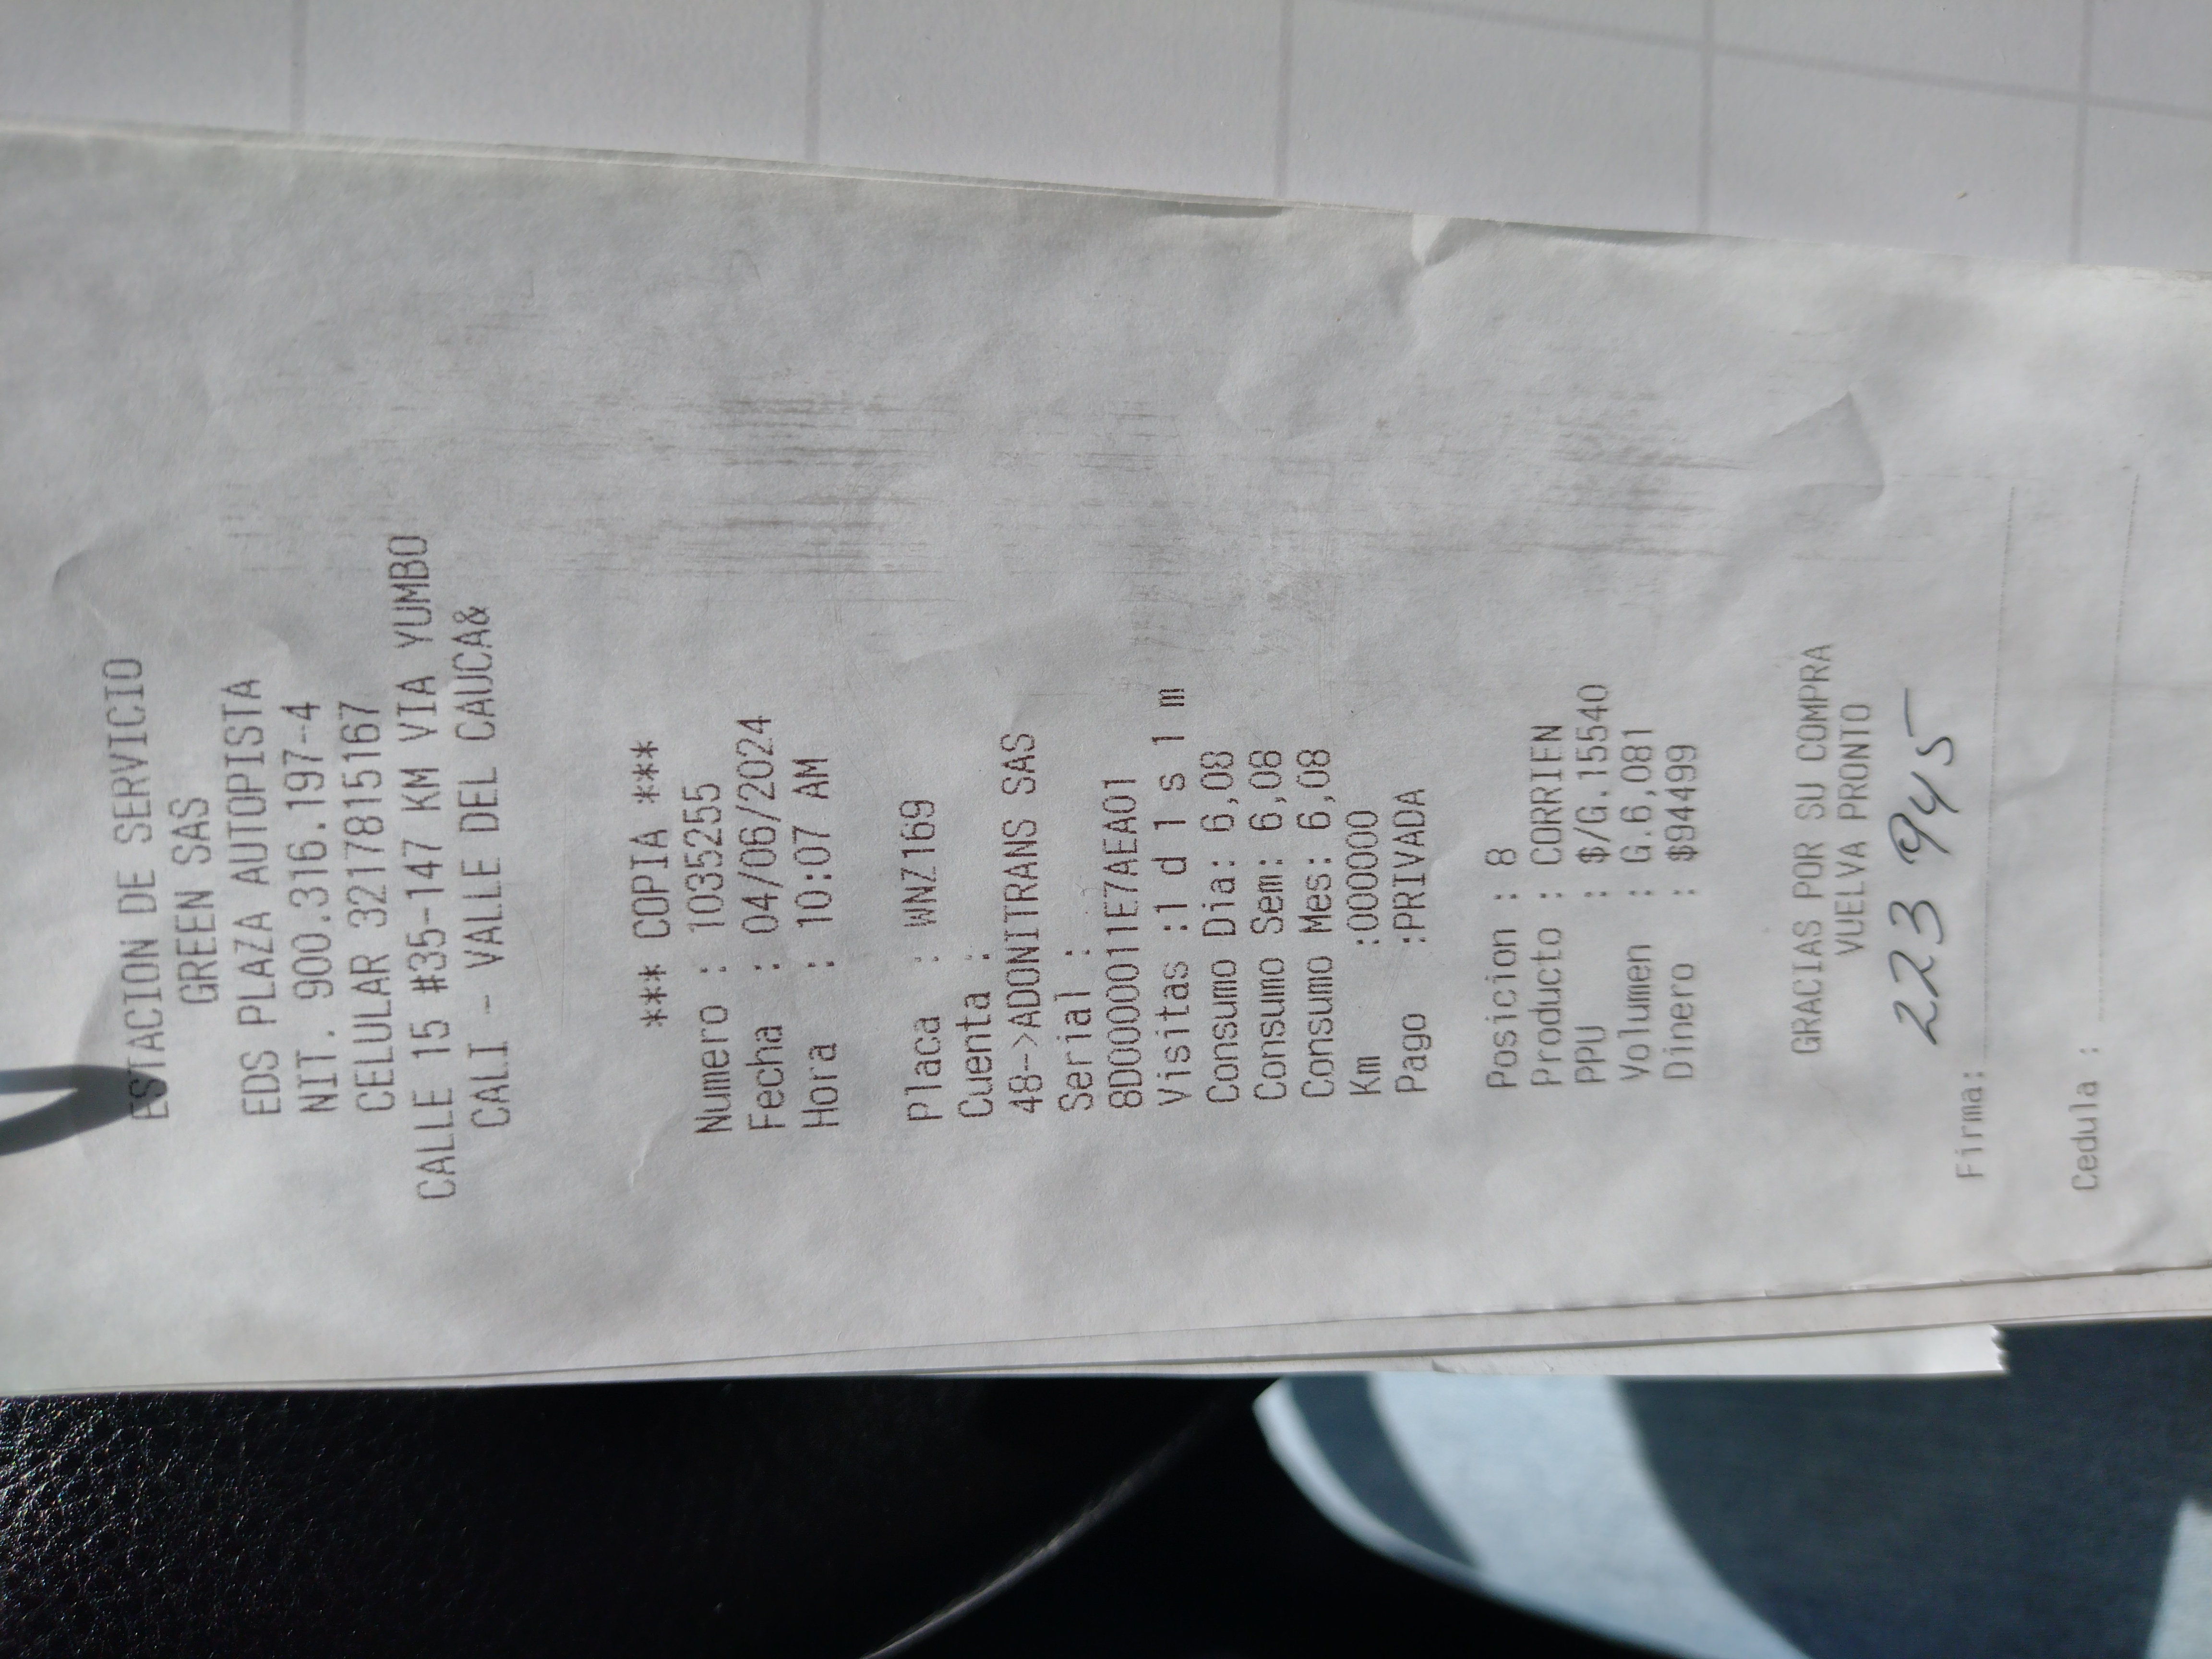 ESTACION DE SERVICIO
GREEN SAS
EDS PLAZA AUTOPISTA
NIT. 900.316.197-4
CELULAR 3217815167
CALLE 15 #35-147 KM VIA YUMBO
CALI - VALLE DEL CAUCA&
*** COPIA ***
Numero : 1035255
Fecha : 04/06/2024
Hora : 10:07 AM
Placa : WNZ169
Cuenta :
48->ADONITRANS SAS
Serial :
8D000011E7AEA01
Visitas :1 d 1 s 1 m
Consumo Dia: 6,08
Consumo Sem: 6,08
Consumo Mes: 6,08
Km :000000
Pago :PRIVADA
Posicion : 8
Producto : CORRIEN
PPU : $/G.15540
Volumen : G.6,081
Dinero : $94499
GRACIAS POR SU COMPRA
VUELVA PRONTO
223945
Firma:
Cedula :